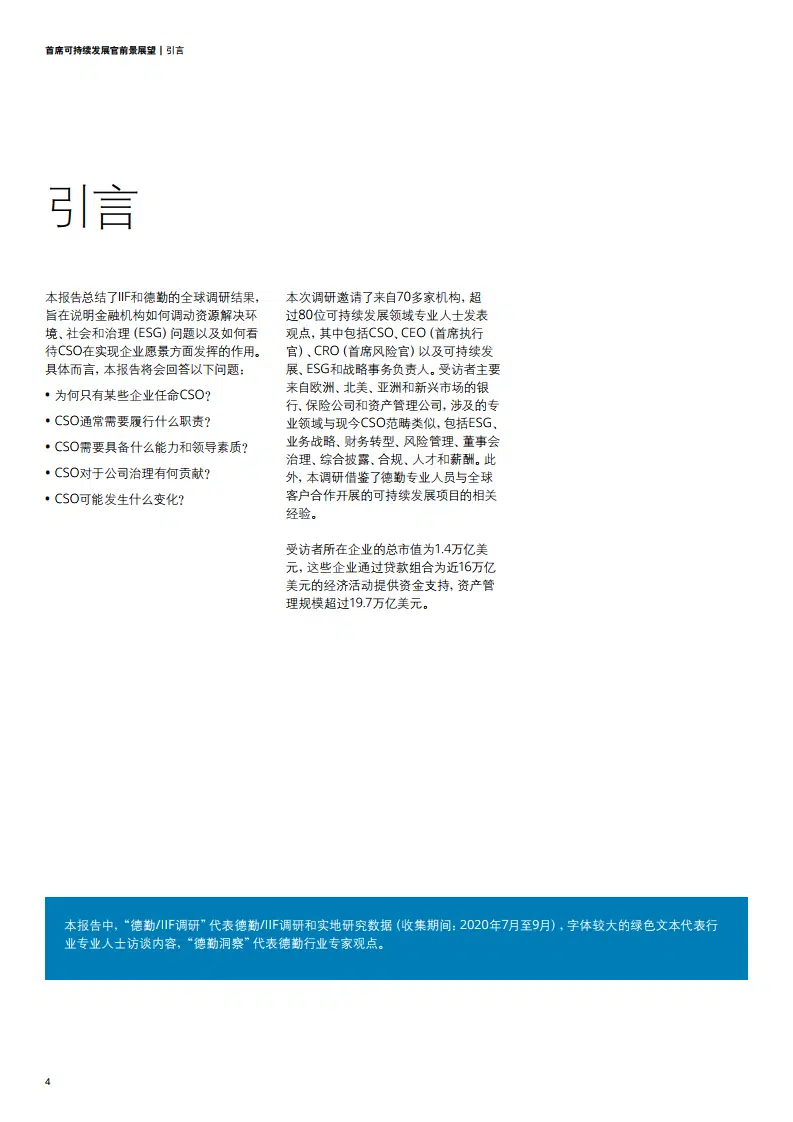 首席可持续发展官前景展望 | 引言
引言
本报告总结了IIF和德勤的全球调研结果，
旨在说明金融机构如何调动资源解决环
境、社会和治理（ESG）问题以及如何看
待CSO在实现企业愿景方面发挥的作用。
具体而言，本报告将会回答以下问题：
• 为何只有某些企业任命CSO？
• CSO通常需要履行什么职责？
• CSO需要具备什么能力和领导素质？
• CSO对于公司治理有何贡献？
• CSO可能发生什么变化？
本次调研邀请了来自70多家机构，超
过80位可持续发展领域专业人士发表
观点，其中包括CSO、CEO（首席执行
官）、CRO（首席风险官）以及可持续发
展、ESG和战略事务负责人。受访者主要
来自欧洲、北美、亚洲和新兴市场的银
行、保险公司和资产管理公司，涉及的专
业领域与现今CSO范畴类似，包括ESG、
业务战略、财务转型、风险管理、董事会
治理、综合披露、合规、人才和薪酬。此
外，本调研借鉴了德勤专业人员与全球
客户合作开展的可持续发展项目的相关
经验。
受访者所在企业的总市值为1.4万亿美
元，这些企业通过贷款组合为近16万亿
美元的经济活动提供资金支持，资产管
理规模超过19.7万亿美元。
本报告中，“德勤/IIF调研”代表德勤/IIF调研和实地研究数据（收集期间：2020年7月至9月），字体较大的绿色文本代表行
业专业人士访谈内容，“德勤洞察”代表德勤行业专家观点。
4